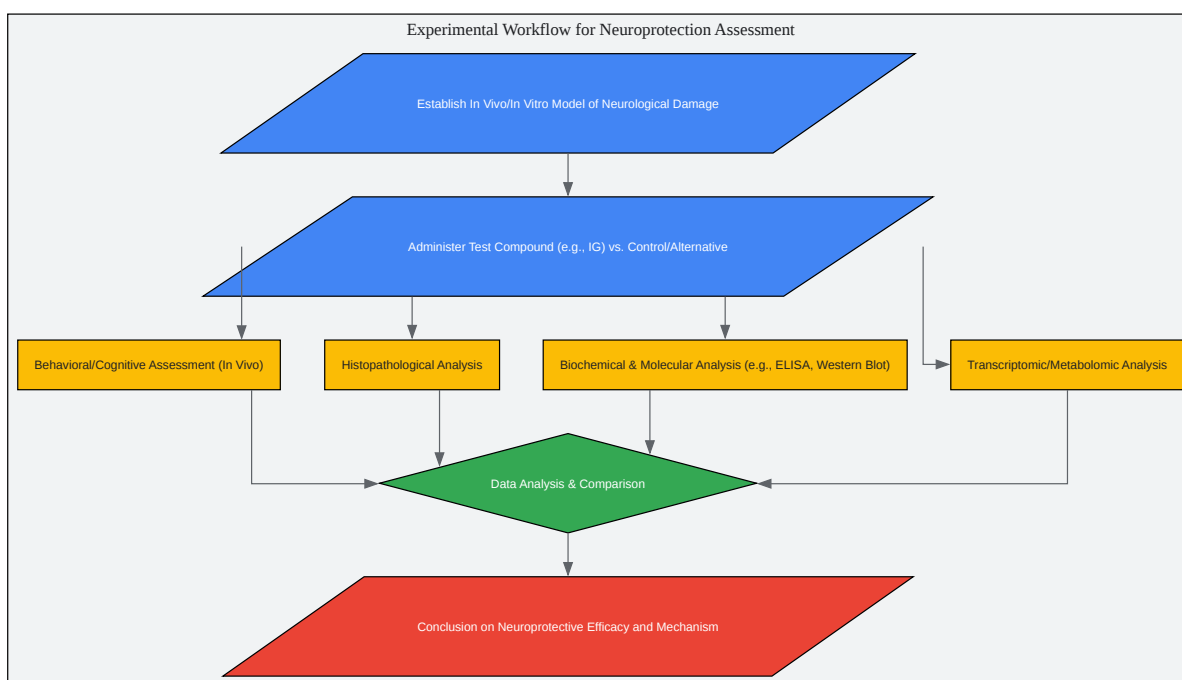 Experimental Workflow for Neuroprotection Assessment
Establish In Vivo/In Vitro Model of Neurological Damage
Administer Test Compound (e.g., IG) vs. Control/Alternative
Behavioral/Cognitive Assessment (In Vivo)
Histopathological Analysis
Biochemical & Molecular Analysis (e.g., ELISA, Western Blot)
Transcriptomic/Metabolomic Analysis
Data Analysis & Comparison
Conclusion on Neuroprotective Efficacy and Mechanism